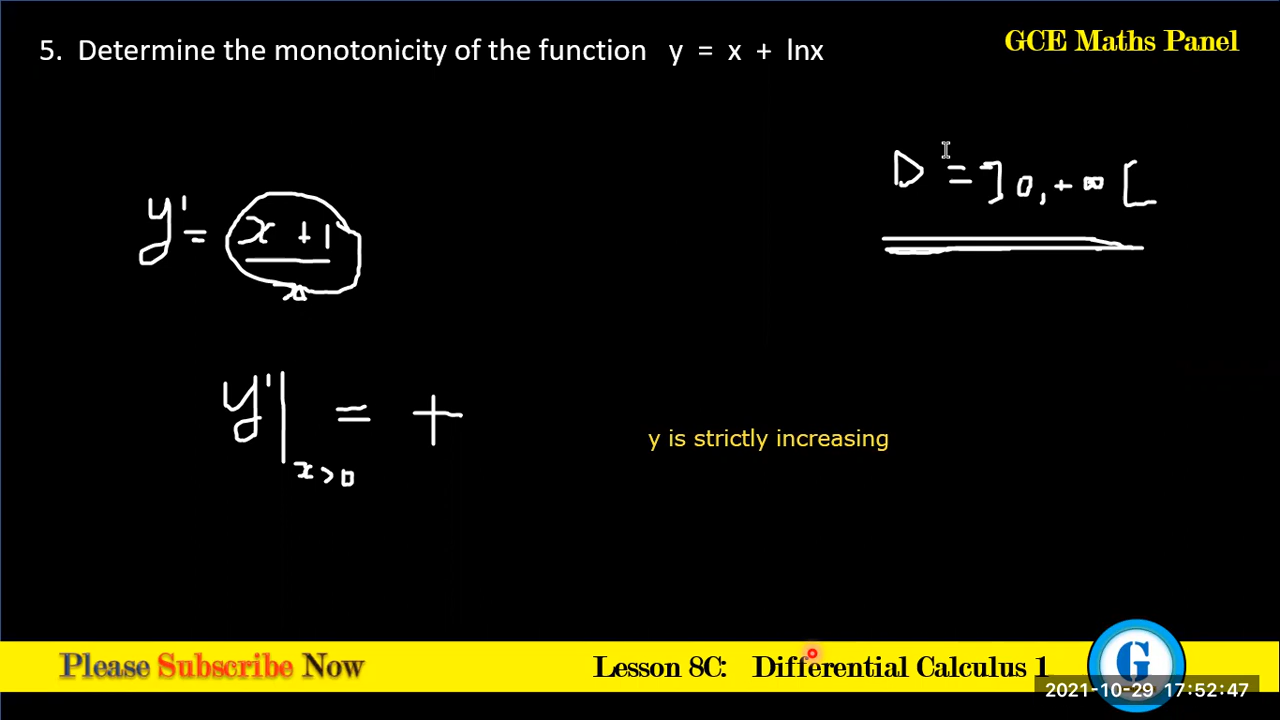 5. Determine the monotonicity of the function y = x + lnx
GCE Maths Panel
D = ]0, +∞[
y' = x + 1
x
y'| = +
x > 0
y is strictly increasing
Please Subscribe Now
Lesson 8C: Differential Calculus 1
G
2021-10-29 17:52:47